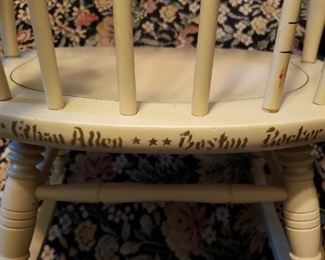 Ethan Allen ★★★ Boston Rocker